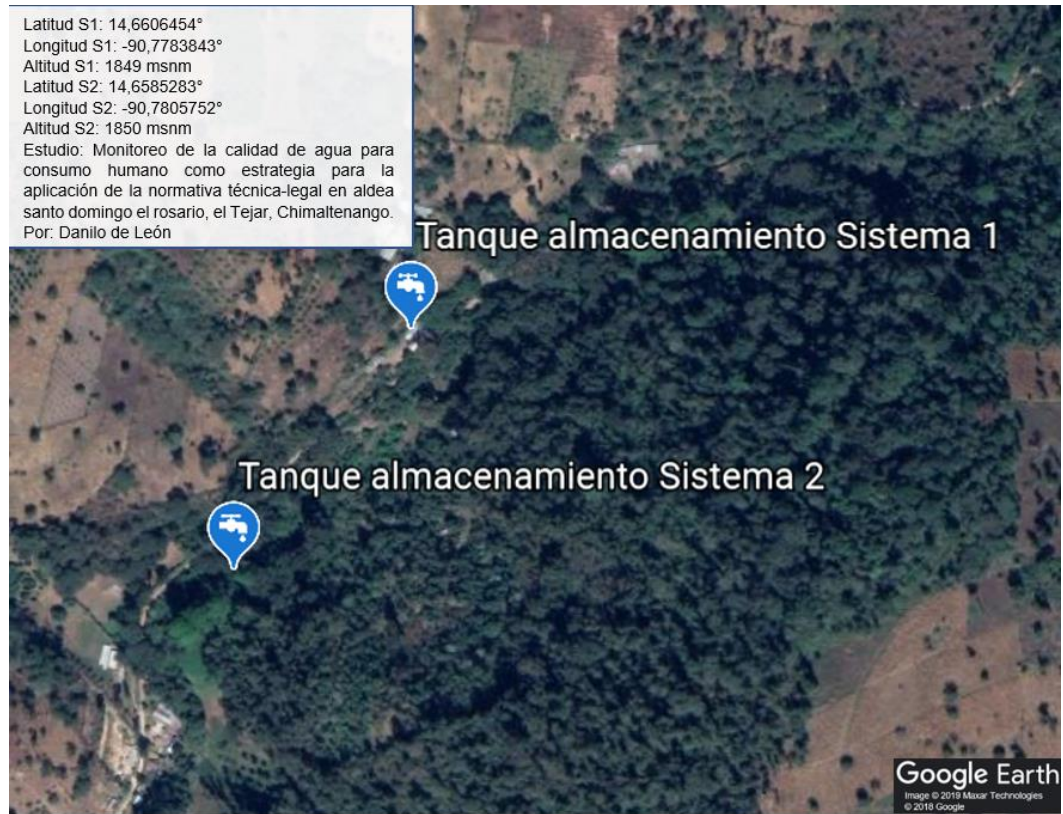 Latitud S1: 14,6606454°
Longitud S1: -90,7783843°
Altitud S1: 1849 msnm
Latitud S2: 14,6585283°
Longitud S2: -90,7805752°
Altitud S2: 1850 msnm
Estudio: Monitoreo de la calidad de agua para
consumo humano como estrategia para la
aplicación de la normativa técnica-legal en aldea
santo domingo el rosario, el Tejar, Chimaltenango.
Por: Danilo de León
Tanque almacenamiento Sistema 1
Tanque almacenamiento Sistema 2
Google Earth
Image © 2019 Maxar Technologies
© 2018 Google